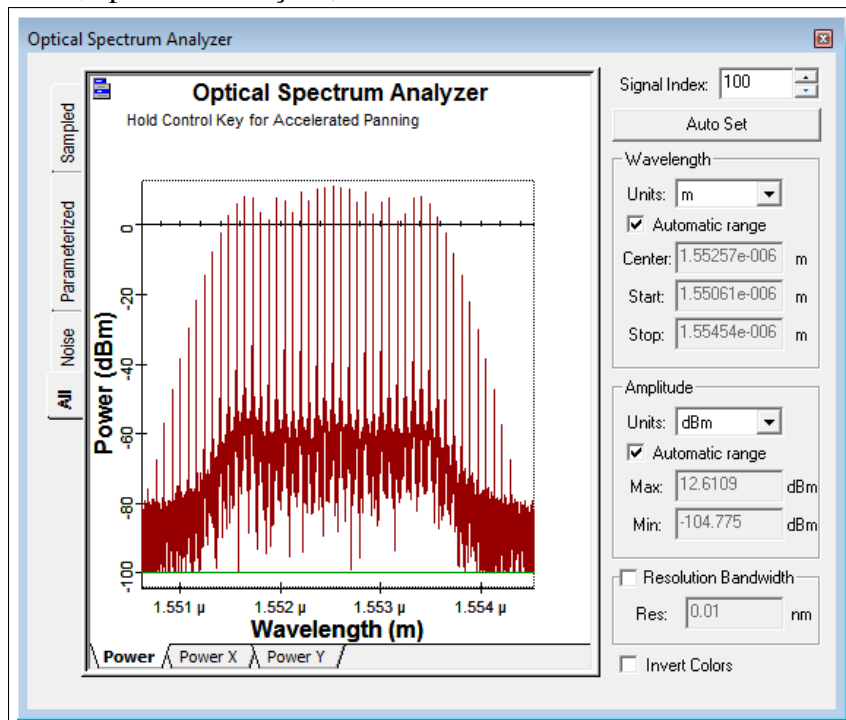 Optical Spectrum Analyzer
Sampled
Parameterized
Noise
All
Optical Spectrum Analyzer
Hold Control Key for Accelerated Panning
Power (dBm)
0
-20
-40
-60
-80
-100
1.551 µ 1.552 µ 1.553 µ 1.554 µ
Wavelength (m)
Power Power X Power Y
Signal Index: 100
Auto Set
Wavelength
Units: m
Automatic range
Center: 1.55257e-006 m
Start: 1.55061e-006 m
Stop: 1.55454e-006 m
Amplitude
Units: dBm
Automatic range
Max: 12.6109 dBm
Min: -104.775 dBm
Resolution Bandwidth
Res: 0.01 nm
Invert Colors